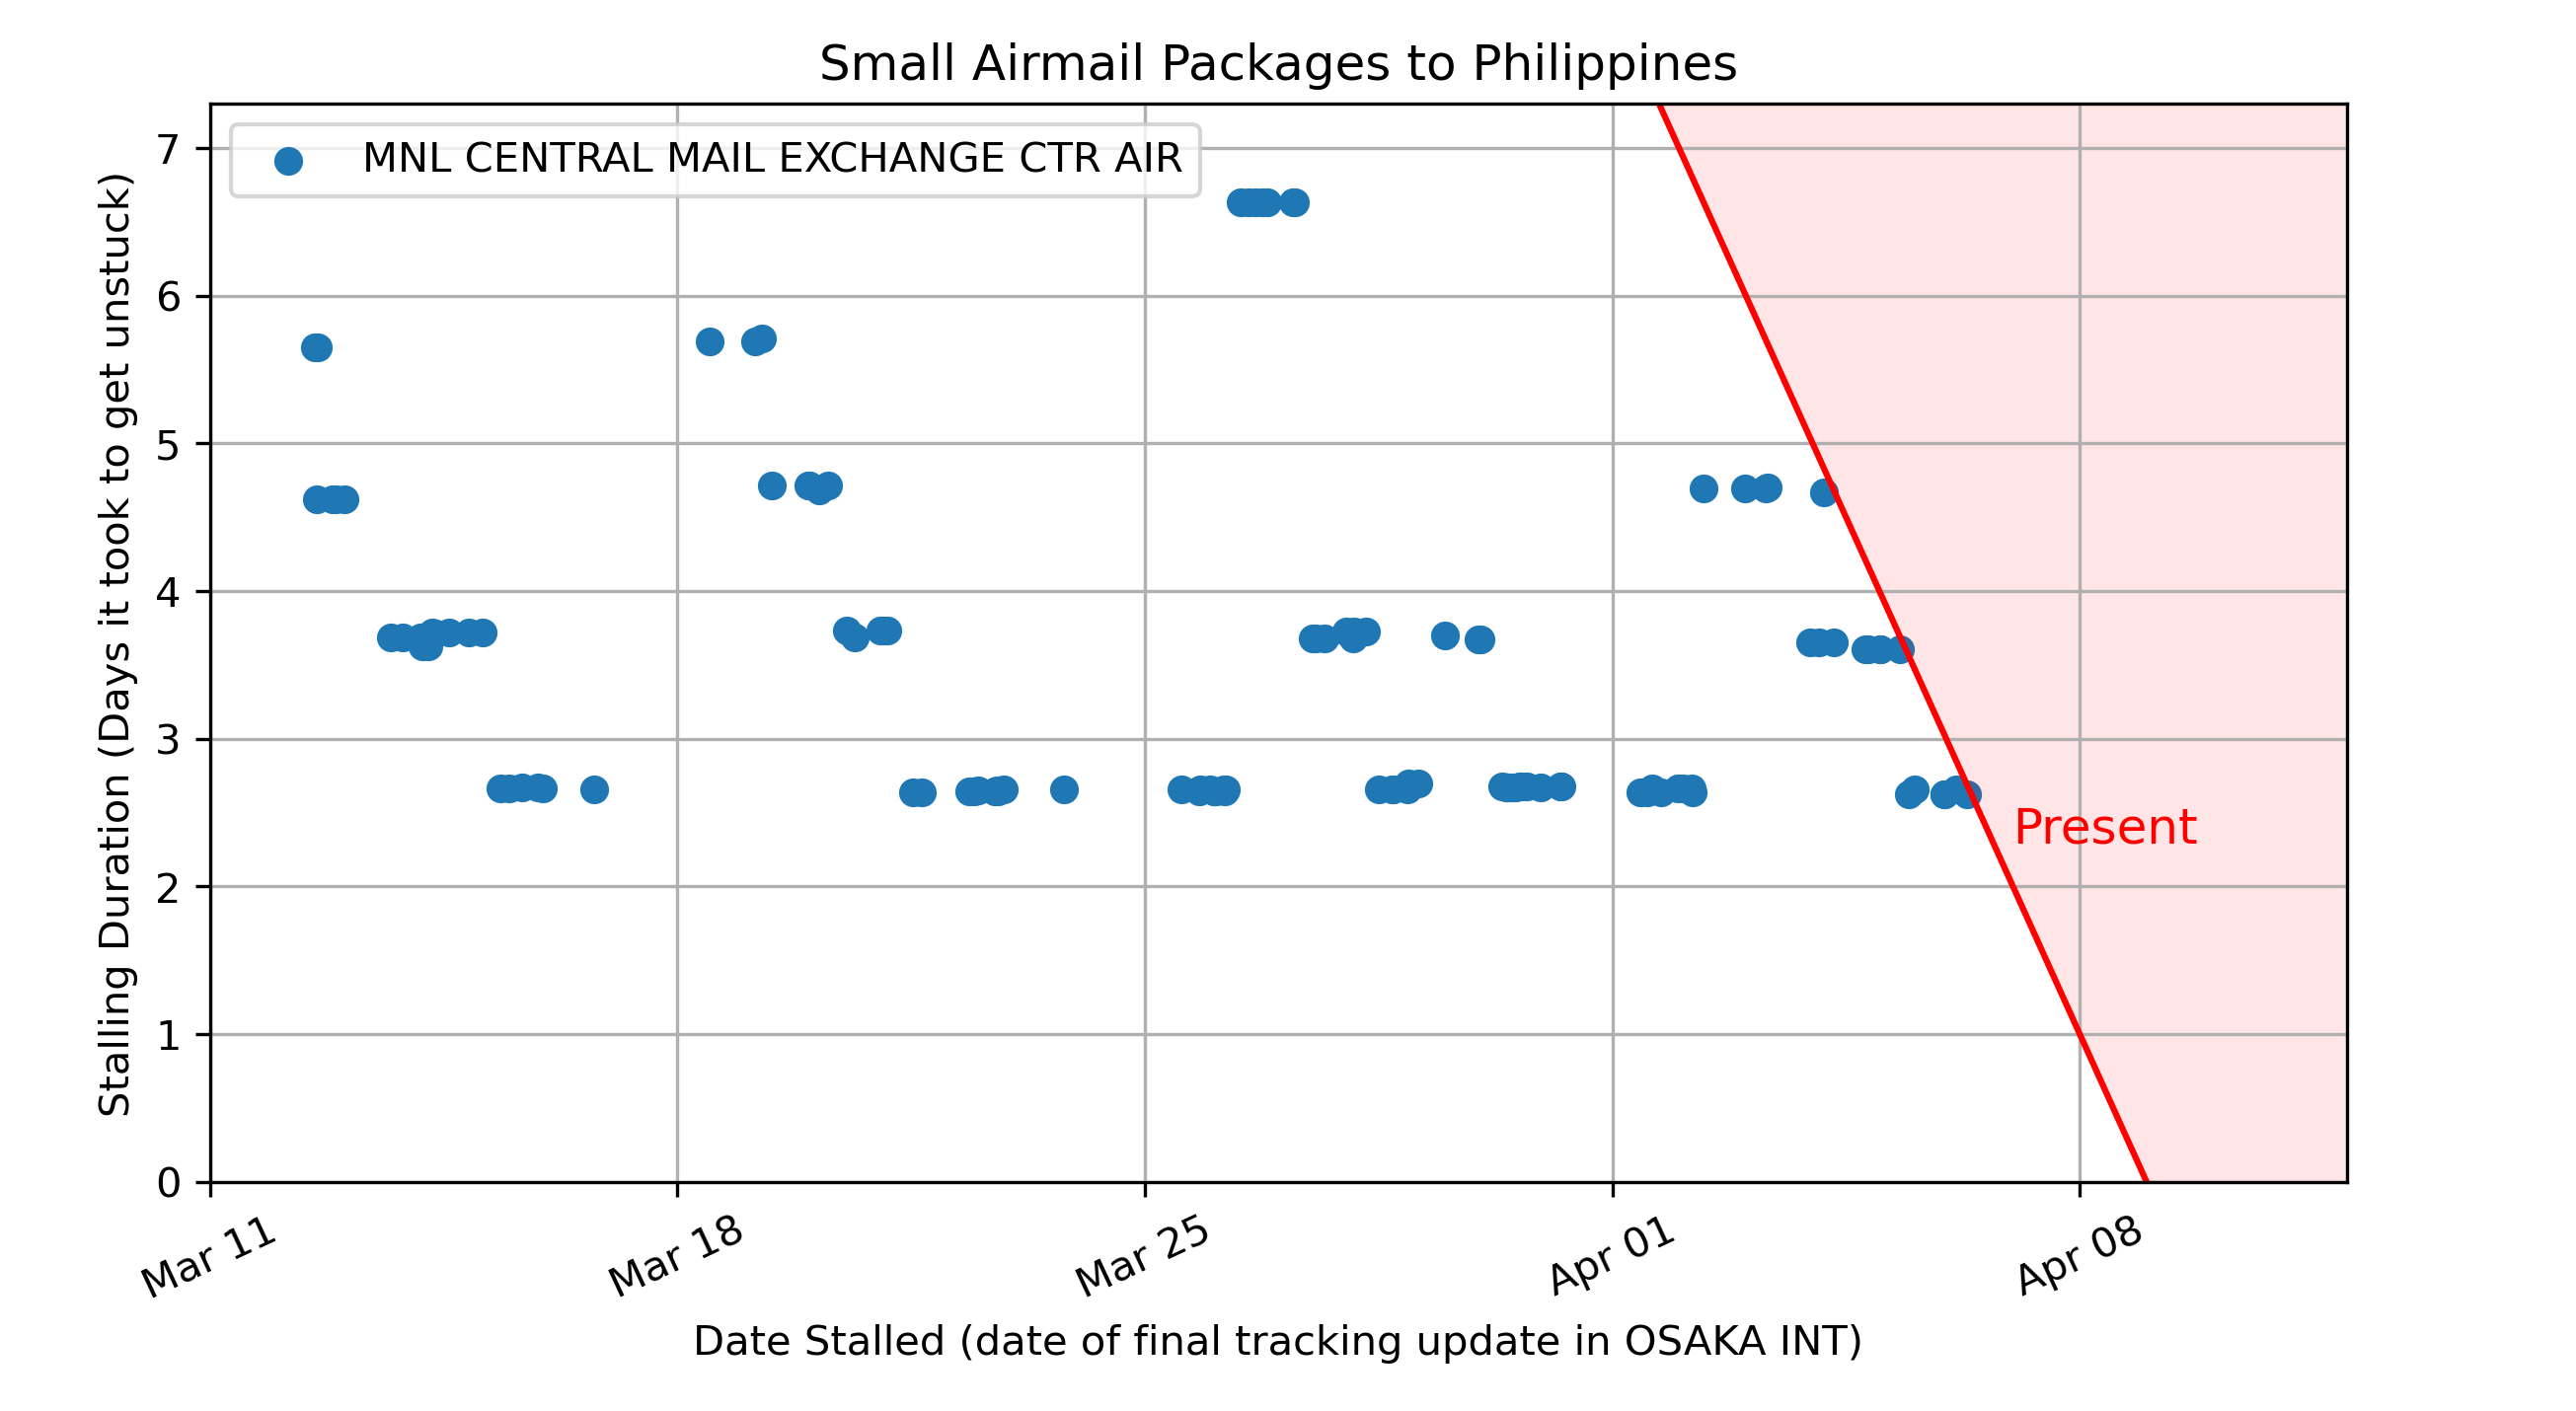 Small Airmail Packages to Philippines
MNL CENTRAL MAIL EXCHANGE CTR AIR
Stalling Duration (Days it took to get unstuck)
7
6
5
4
3
2
1
0
Present
Mar 11
Mar 18
Mar 25
Apr 01
Apr 08
Date Stalled (date of final tracking update in OSAKA INT)